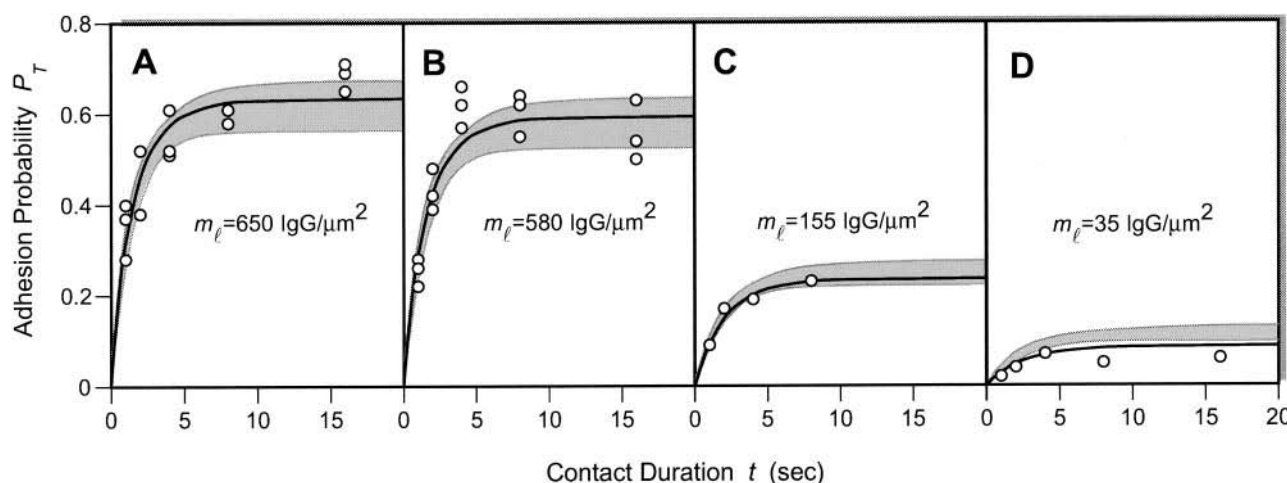 Adhesion Probability P_T
0.8
0.6
0.4
0.2
0
A
B
C
D
m_ℓ=650 IgG/μm²
m_ℓ=580 IgG/μm²
m_ℓ=155 IgG/μm²
m_ℓ=35 IgG/μm²
0 5 10 15 0 5 10 15 0 5 10 15 0 5 10 15 20
Contact Duration t (sec)